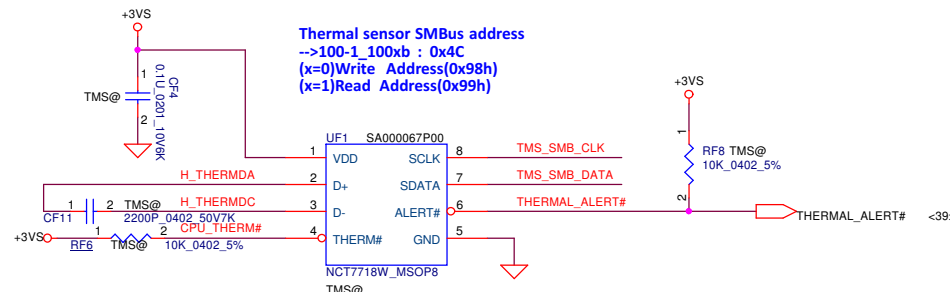 +3VS
Thermal sensor SMBus address
-->100-1_100xb : 0x4C
(x=0)Write Address(0x98h)
(x=1)Read Address(0x99h)
1
CF4
0.1U_0201_10V6K
TMS@
2
+3VS
1
RF8 TMS@
10K_0402_5%
2
UF1 SA000067P00
1 VDD SCLK 8 TMS_SMB_CLK
H_THERMDA 2 D+ SDATA 7 TMS_SMB_DATA
1 2 TMS@ H_THERMDC 3 D- ALERT# 6 THERMAL_ALERT# THERMAL_ALERT# <39>
CF11 2200P_0402_50V7K
+3VS 1 2 CPU_THERM# 4 THERM# GND 5
RF6 TMS@ 10K_0402_5%
NCT7718W_MSOP8
TMS@